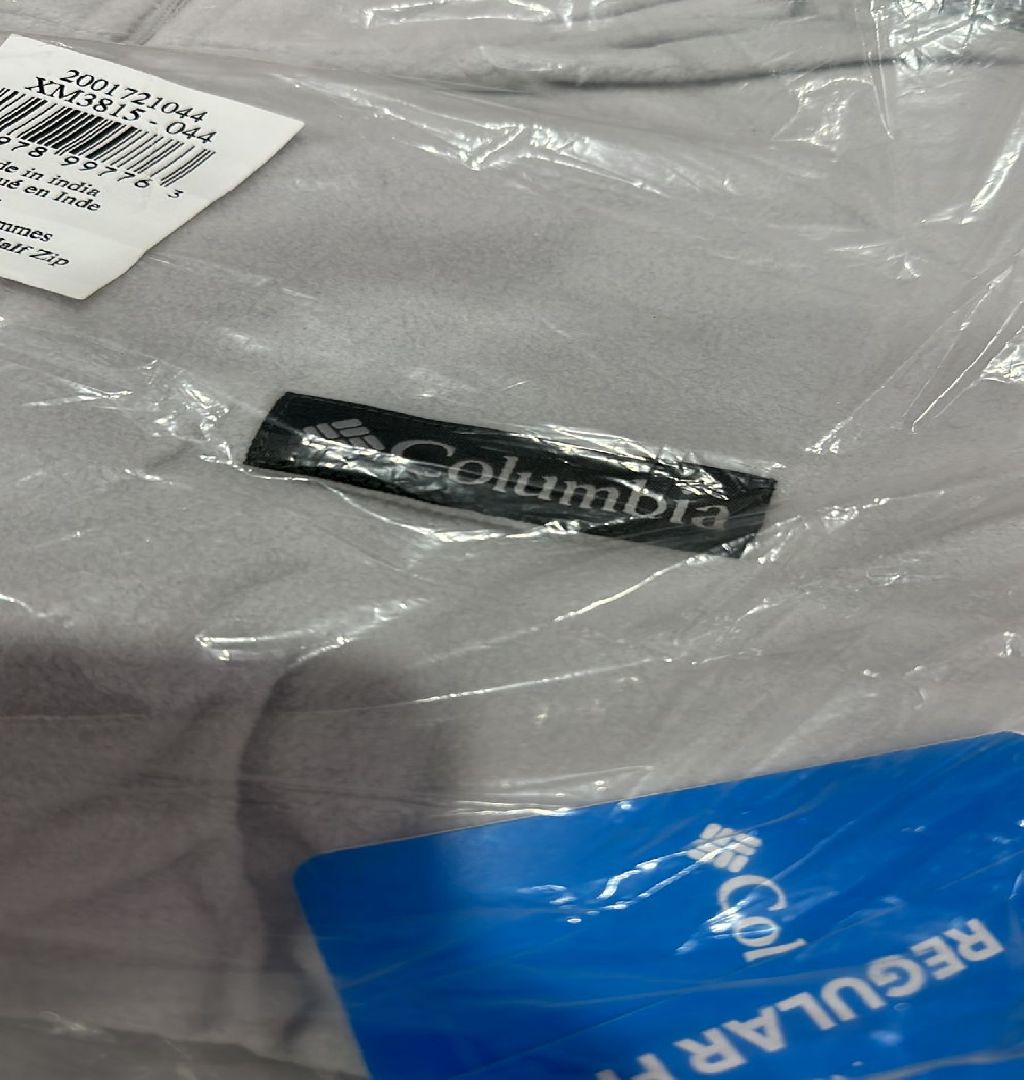 2001721044
XM3815 - 044
978 99776 3
de in india
ué en Inde
mmes
Half Zip
Columbia
Col
REGULAR F